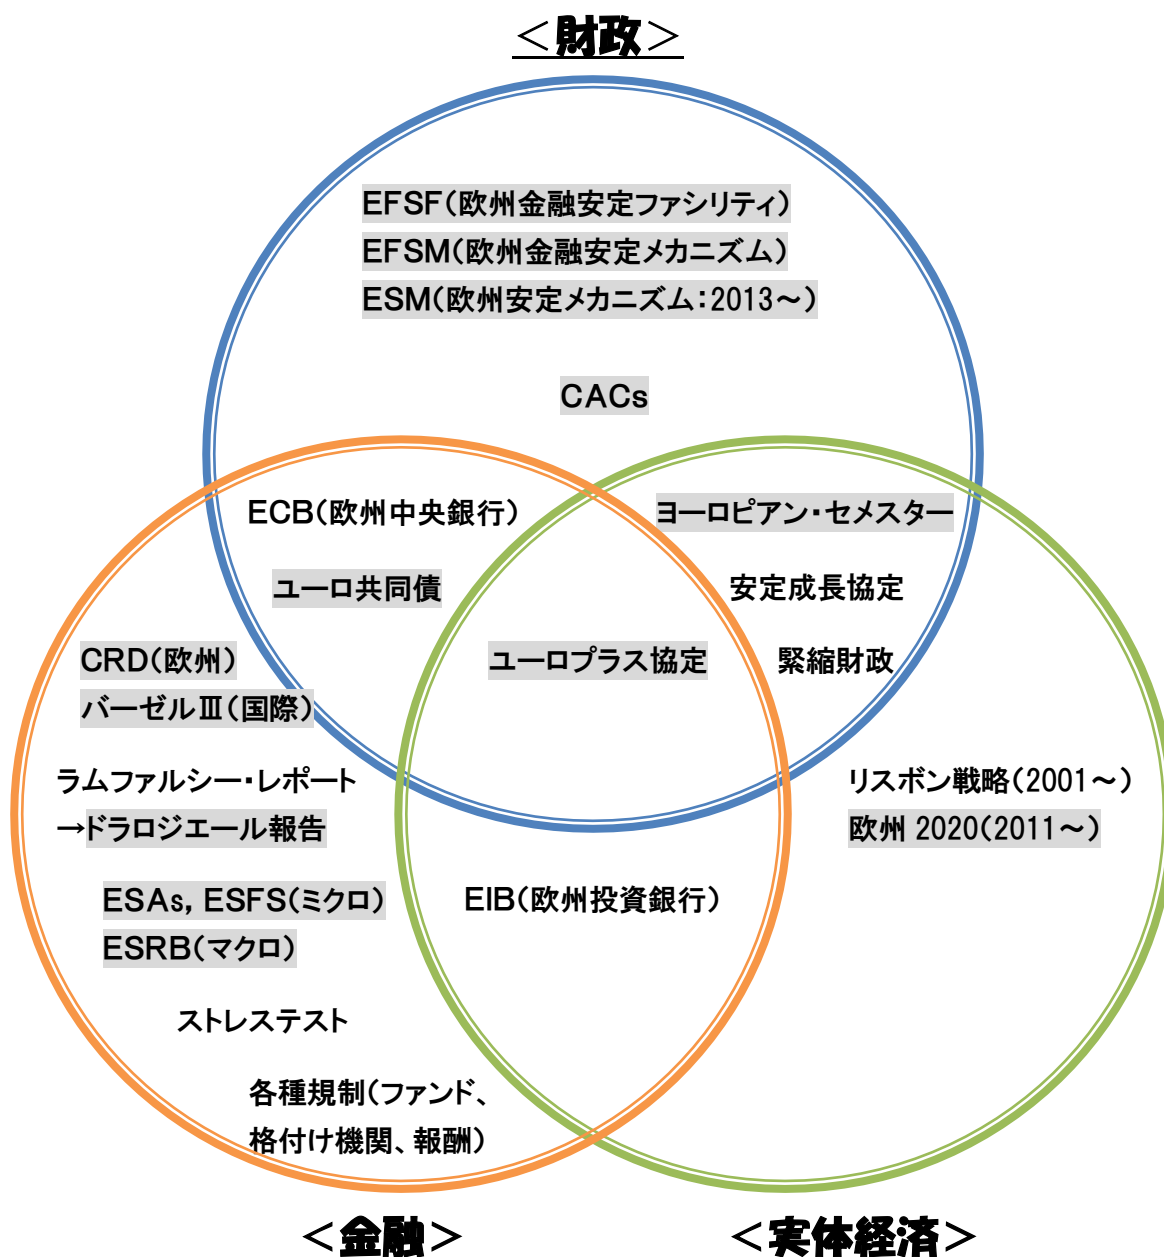 ＜財政＞
EFSF（欧州金融安定ファシリティ）
EFSM（欧州金融安定メカニズム）
ESM（欧州安定メカニズム：2013～）
CACs
ECB（欧州中央銀行）
ヨーロピアン・セメスター
ユーロ共同債
安定成長協定
CRD（欧州）
ユーロプラス協定
緊縮財政
バーゼルⅢ（国際）
ラムファルシー・レポート
→ドラロジエール報告
リスボン戦略（2001～）
欧州 2020（2011～）
ESAs，ESFS（ミクロ）
ESRB（マクロ）
EIB（欧州投資銀行）
ストレステスト
各種規制（ファンド、
格付け機関、報酬）
＜金融＞
＜実体経済＞